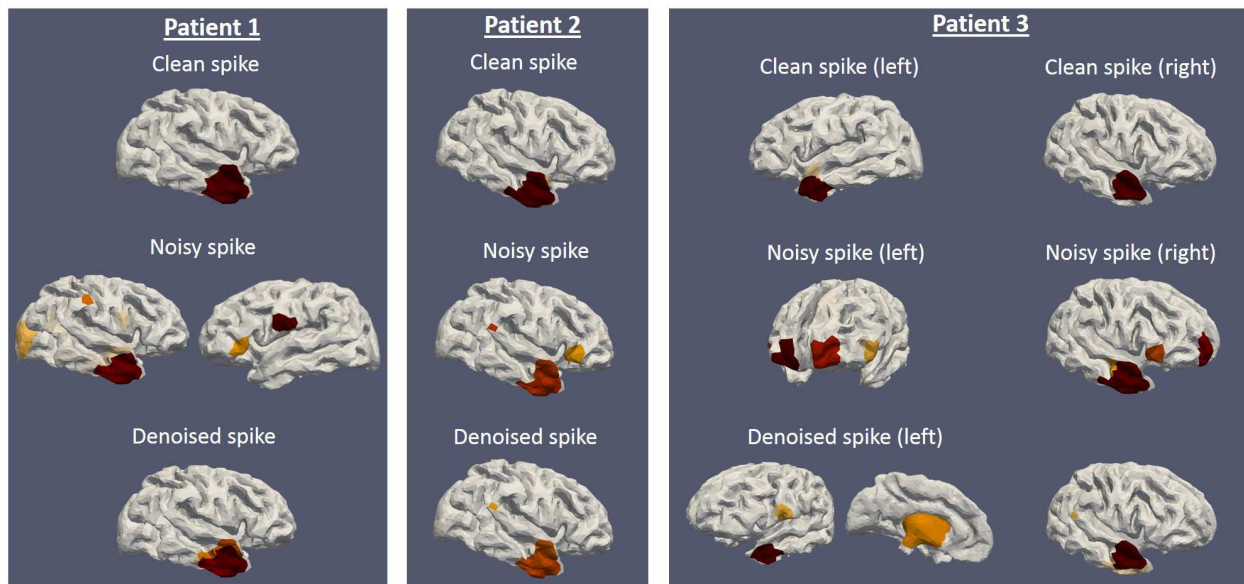 Patient 1
Clean spike
Noisy spike
Denoised spike
Patient 2
Clean spike
Noisy spike
Denoised spike
Patient 3
Clean spike (left)
Clean spike (right)
Noisy spike (left)
Noisy spike (right)
Denoised spike (left)